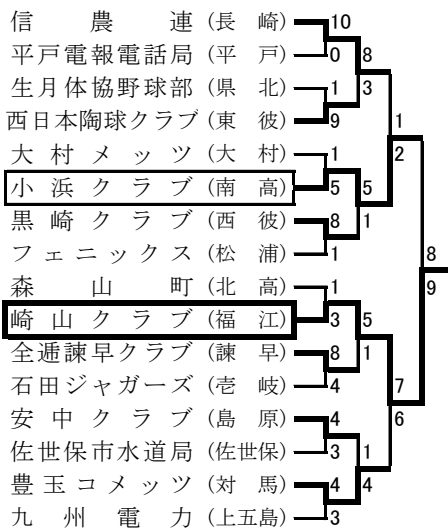 信農連(長崎) 10
平戸電報電話局(平戸) 0 8
生月体協野球部(県北) 1 3
西日本陶球クラブ(東彼) 9 1
大村メッツ(大村) 1 2
小浜クラブ(南高) 5 5
黒崎クラブ(西彼) 8 1
フェニックス(松浦) 1 8
森山町(北高) 1 9
崎山クラブ(福江) 3 5
全逓諫早クラブ(諫早) 8 1
石田ジャガーズ(壱岐) 4 7
安中クラブ(島原) 4 6
佐世保市水道局(佐世保) 3 1
豊玉コメッツ(対馬) 4 4
九州電力(上五島) 3